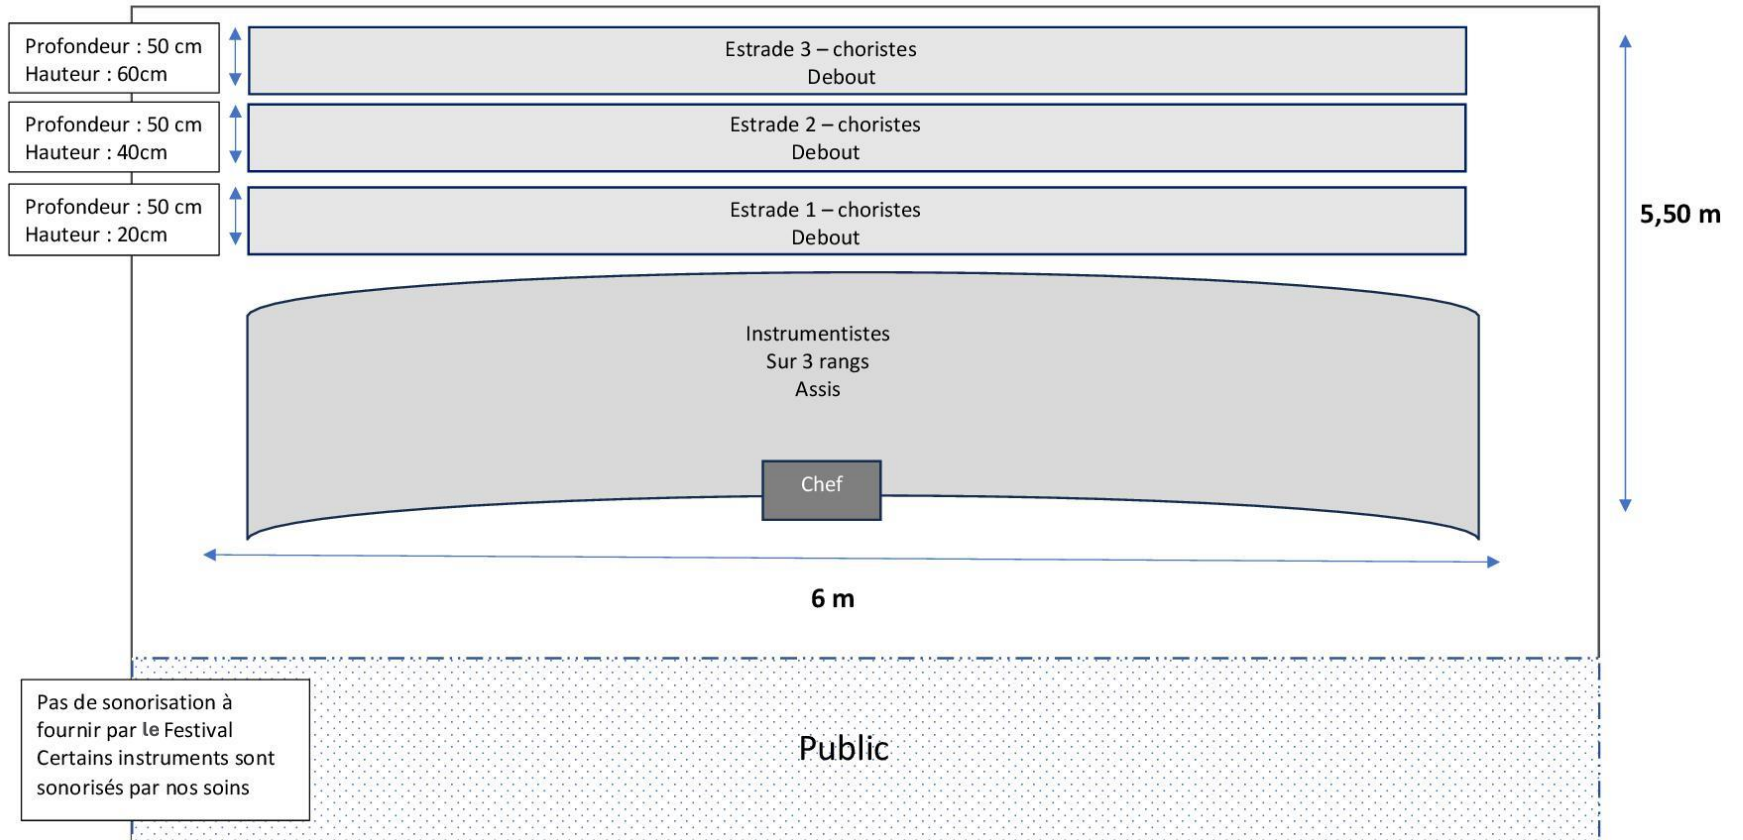 Profondeur : 50 cm
Hauteur : 60cm
Estrade 3 – choristes
Debout
Profondeur : 50 cm
Hauteur : 40cm
Estrade 2 – choristes
Debout
Profondeur : 50 cm
Hauteur : 20cm
Estrade 1 – choristes
Debout
5,50 m
Instrumentistes
Sur 3 rangs
Assis
Chef
6 m
Pas de sonorisation à
fournir par le Festival
Certains instruments sont
sonorisés par nos soins
Public